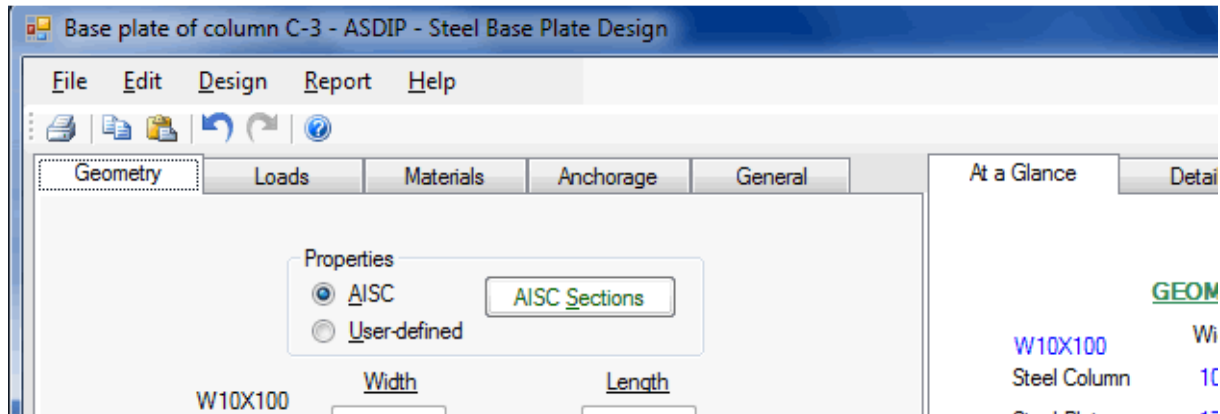 Base plate of column C-3 - ASDIP - Steel Base Plate Design
File Edit Design Report Help
Geometry Loads Materials Anchorage General
At a Glance
Properties
AISC
AISC Sections
User-defined
Width Length
W10X100
W10X100
Steel Column